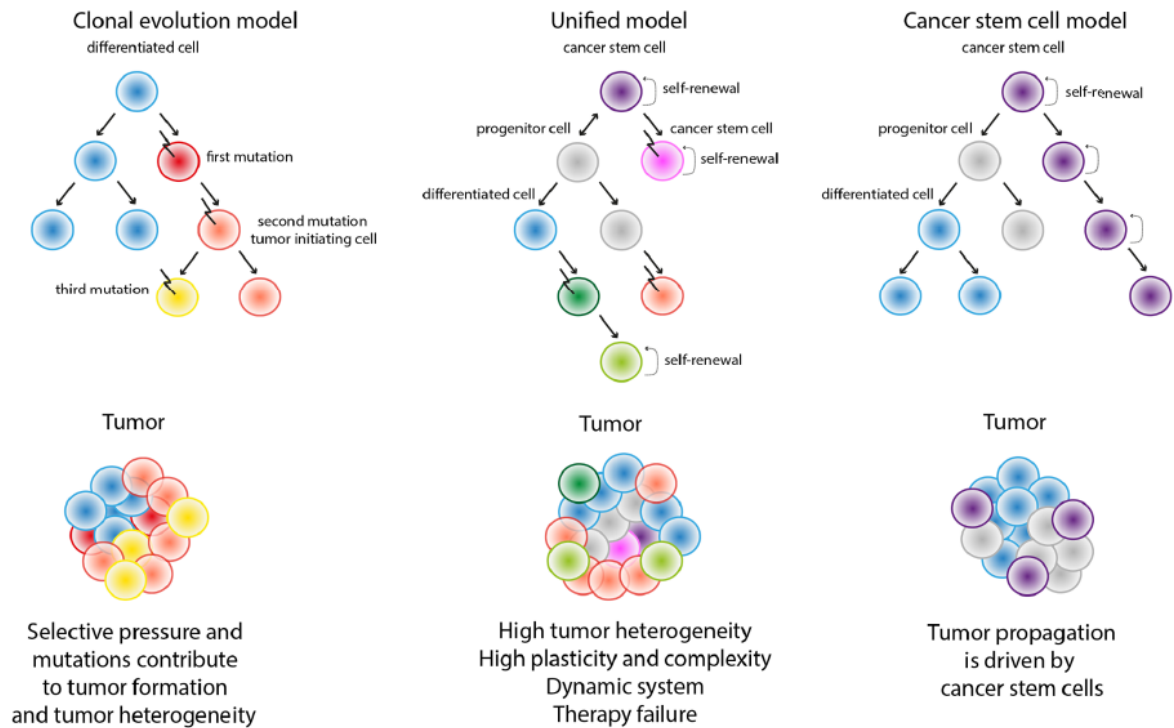 Clonal evolution model
differentiated cell
first mutation
second mutation
tumor initiating cell
third mutation
Tumor
Selective pressure and
mutations contribute
to tumor formation
and tumor heterogeneity
Unified model
cancer stem cell
self-renewal
progenitor cell
cancer stem cell
self-renewal
differentiated cell
self-renewal
Tumor
High tumor heterogeneity
High plasticity and complexity
Dynamic system
Therapy failure
Cancer stem cell model
cancer stem cell
self-renewal
progenitor cell
differentiated cell
Tumor
Tumor propagation
is driven by
cancer stem cells